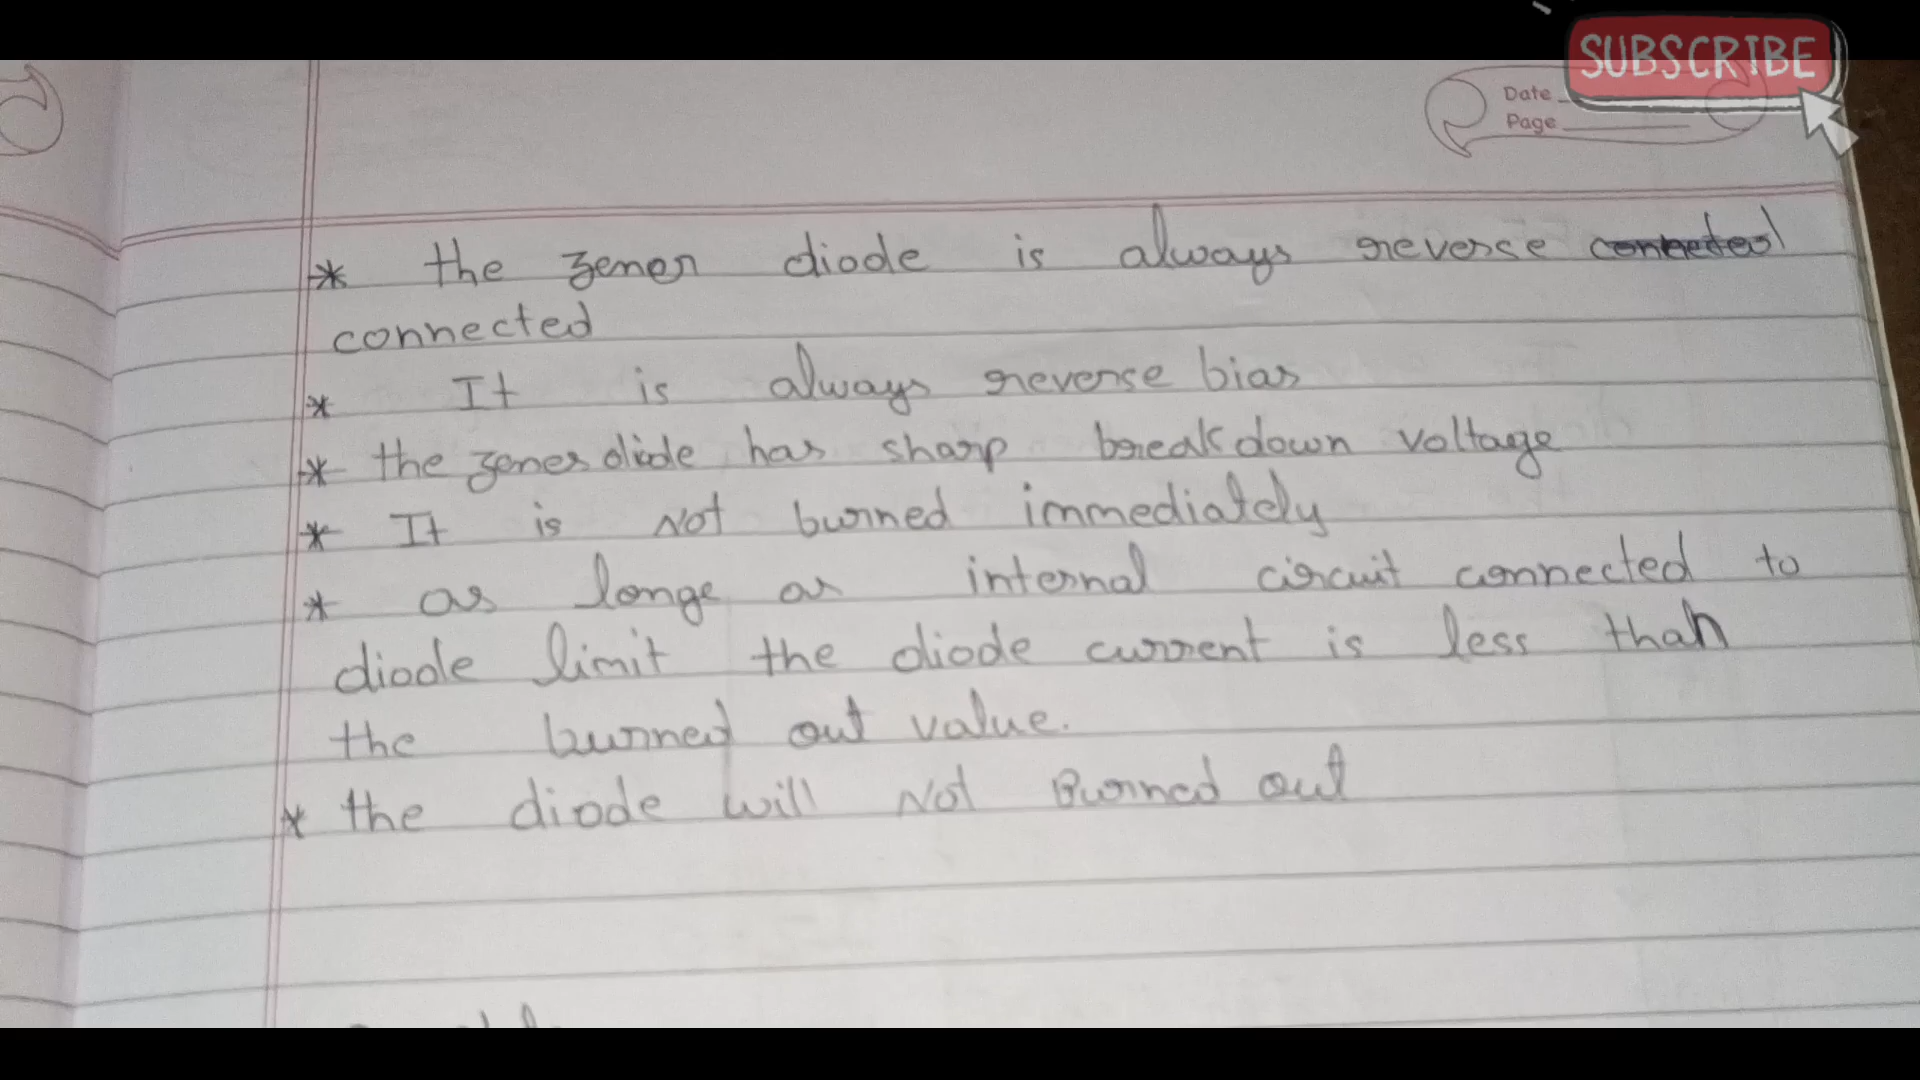 SUBSCRIBE
Date
Page
* the zener diode is always reverse connected
connected
* It is always reverse bias
* the zener diode has sharp breakdown voltage
* It is Not burned immediately
* as longe as internal circuit connected to
diode limit the diode current is less than
the burned out value.
* the diode will Not Burned out